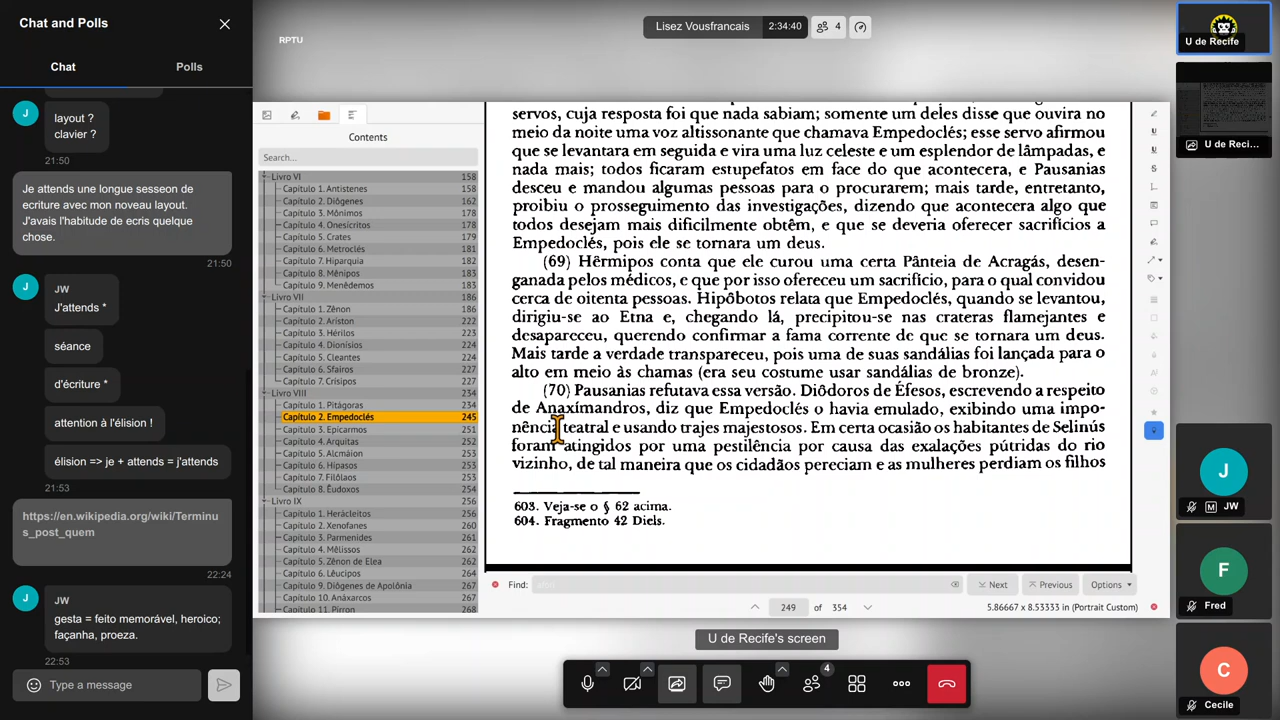 Chat and Polls
Chat
Polls
J
layout ?
clavier ?
21:50
Je attends une longue sesseon de
ecriture avec mon noveau layout.
J'avais l'habitude de ecris quelque
chose.
21:50
J
JW
J'attends *
séance
d'écriture *
attention à l'élision !
élision => je + attends = j'attends
21:53
https://en.wikipedia.org/wiki/Terminu
s_post_quem
22:24
J
JW
gesta = feito memorável, heroico;
façanha, proeza.
22:53
Type a message
RPTU
Lisez Vousfrancais
2:34:40
4
Contents
Search...
Livro VI 158
Capítulo 1. Antístenes 158
Capítulo 2. Diôgenes 162
Capítulo 3. Mônimos 178
Capítulo 4. Onesícritos 178
Capítulo 5. Crates 179
Capítulo 6. Metroclés 181
Capítulo 7. Hiparquia 182
Capítulo 8. Mênipos 183
Capítulo 9. Menêdemos 183
Livro VII 186
Capítulo 1. Zênon 186
Capítulo 2. Aríston 222
Capítulo 3. Hêrilos 223
Capítulo 4. Dionísios 224
Capítulo 5. Cleantes 224
Capítulo 6. Sfairos 227
Capítulo 7. Crísipos 227
Livro VIII 234
Capítulo 1. Pitágoras 234
Capítulo 2. Empedoclés 245
Capítulo 3. Epícarmos 251
Capítulo 4. Arquitas 251
Capítulo 5. Alcmáion 252
Capítulo 6. Hípasos 253
Capítulo 7. Filôlaos 253
Capítulo 8. Êudoxos 254
Livro IX 256
Capítulo 1. Herácleitos 256
Capítulo 2. Xenofanes 260
Capítulo 3. Parmenides 261
Capítulo 4. Mêlissos 262
Capítulo 5. Zênon de Elea 262
Capítulo 6. Lêucipos 264
Capítulo 9. Diôgenes de Apolônia 267
Capítulo 10. Anáxarcos 267
Capítulo 11. Pírron 268
servos, cuja resposta foi que nada sabiam; somente um deles disse que ouvira no
meio da noite uma voz altissonante que chamava Empedoclés; esse servo afirmou
que se levantara em seguida e vira uma luz celeste e um esplendor de lâmpadas, e
nada mais; todos ficaram estupefatos em face do que acontecera, e Pausanias
desceu e mandou algumas pessoas para o procurarem; mais tarde, entretanto,
proibiu o prosseguimento das investigações, dizendo que acontecera algo que
todos desejam mais dificilmente obtêm, e que se deveria oferecer sacrifícios a
Empedoclés, pois ele se tornara um deus.
(69) Hêrmipos conta que ele curou uma certa Pânteia de Acragás, desen-
ganada pelos médicos, e que por isso ofereceu um sacrifício, para o qual convidou
cerca de oitenta pessoas. Hipôbotos relata que Empedoclés, quando se levantou,
dirigiu-se ao Etna e, chegando lá, precipitou-se nas crateras flamejantes e
desapareceu, querendo confirmar a fama corrente de que se tornara um deus.
Mais tarde a verdade transpareceu, pois uma de suas sandálias foi lançada para o
alto em meio às chamas (era seu costume usar sandálias de bronze).
(70) Pausanias refutava essa versão. Diôdoros de Éfesos, escrevendo a respeito
de Anaxímandros, diz que Empedoclés o havia emulado, exibindo uma impo-
nência teatral e usando trajes majestosos. Em certa ocasião os habitantes de Selinús
foram atingidos por uma pestilência por causa das exalações pútridas do rio
vizinho, de tal maneira que os cidadãos pereciam e as mulheres perdiam os filhos
603. Veja-se o § 62 acima.
604. Fragmento 42 Diels.
Find:
Next
Previous
Options
249 of 354
5.86667 x 8.53333 in (Portrait Custom)
U de Recife's screen
4
U de Recife
U de Reci...
J
JW
F
Fred
C
Cecile